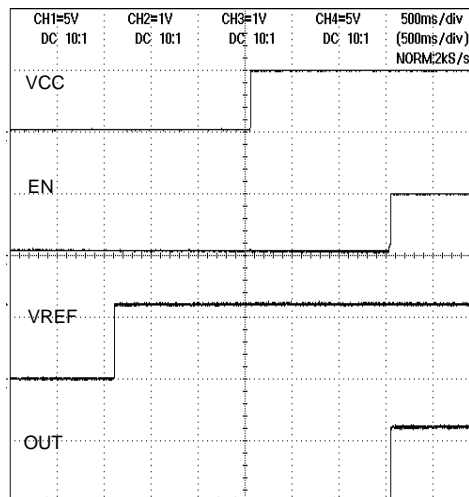 CH1=5V CH2=1V CH3=1V CH4=5V 500ms/div
DC 10:1 DC 10:1 DC 10:1 DC 10:1 (500ms/div)
NORM:2kS/s
VCC
EN
VREF
OUT